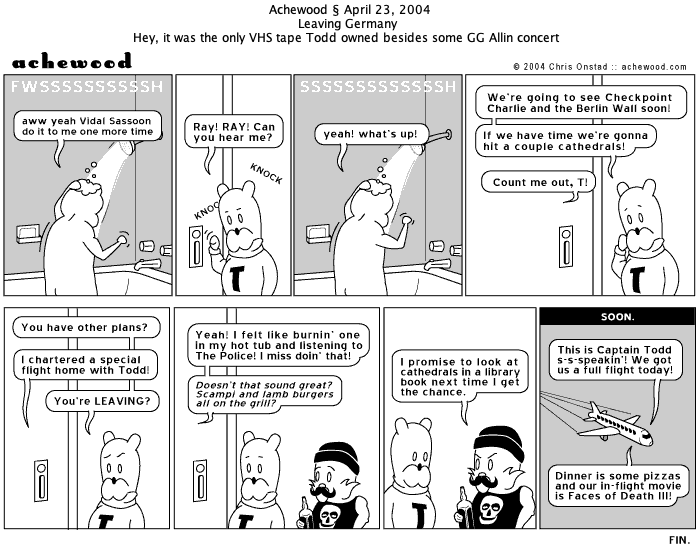 Achewood § April 23, 2004
Leaving Germany
Hey, it was the only VHS tape Todd owned besides some GG Allin concert
achewood
© 2004 Chris Onstad :: achewood.com
FWSSSSSSSSSSH
aww yeah Vidal Sassoon
do it to me one more time
Ray! RAY! Can
you hear me?
KNOCK
KNOC
SSSSSSSSSSSSSH
yeah! what's up!
We're going to see Checkpoint
Charlie and the Berlin Wall soon!
If we have time we're gonna
hit a couple cathedrals!
Count me out, T!
T
T
You have other plans?
I chartered a special
flight home with Todd!
You're LEAVING?
T
Yeah! I felt like burnin' one
in my hot tub and listening to
The Police! I miss doin' that!
Doesn't that sound great?
Scampi and lamb burgers
all on the grill?
T
I promise to look at
cathedrals in a library
book next time I get
the chance.
T
SOON.
This is Captain Todd
s-s-speakin'! We got
us a full flight today!
Dinner is some pizzas
and our in-flight movie
is Faces of Death III!
FIN.